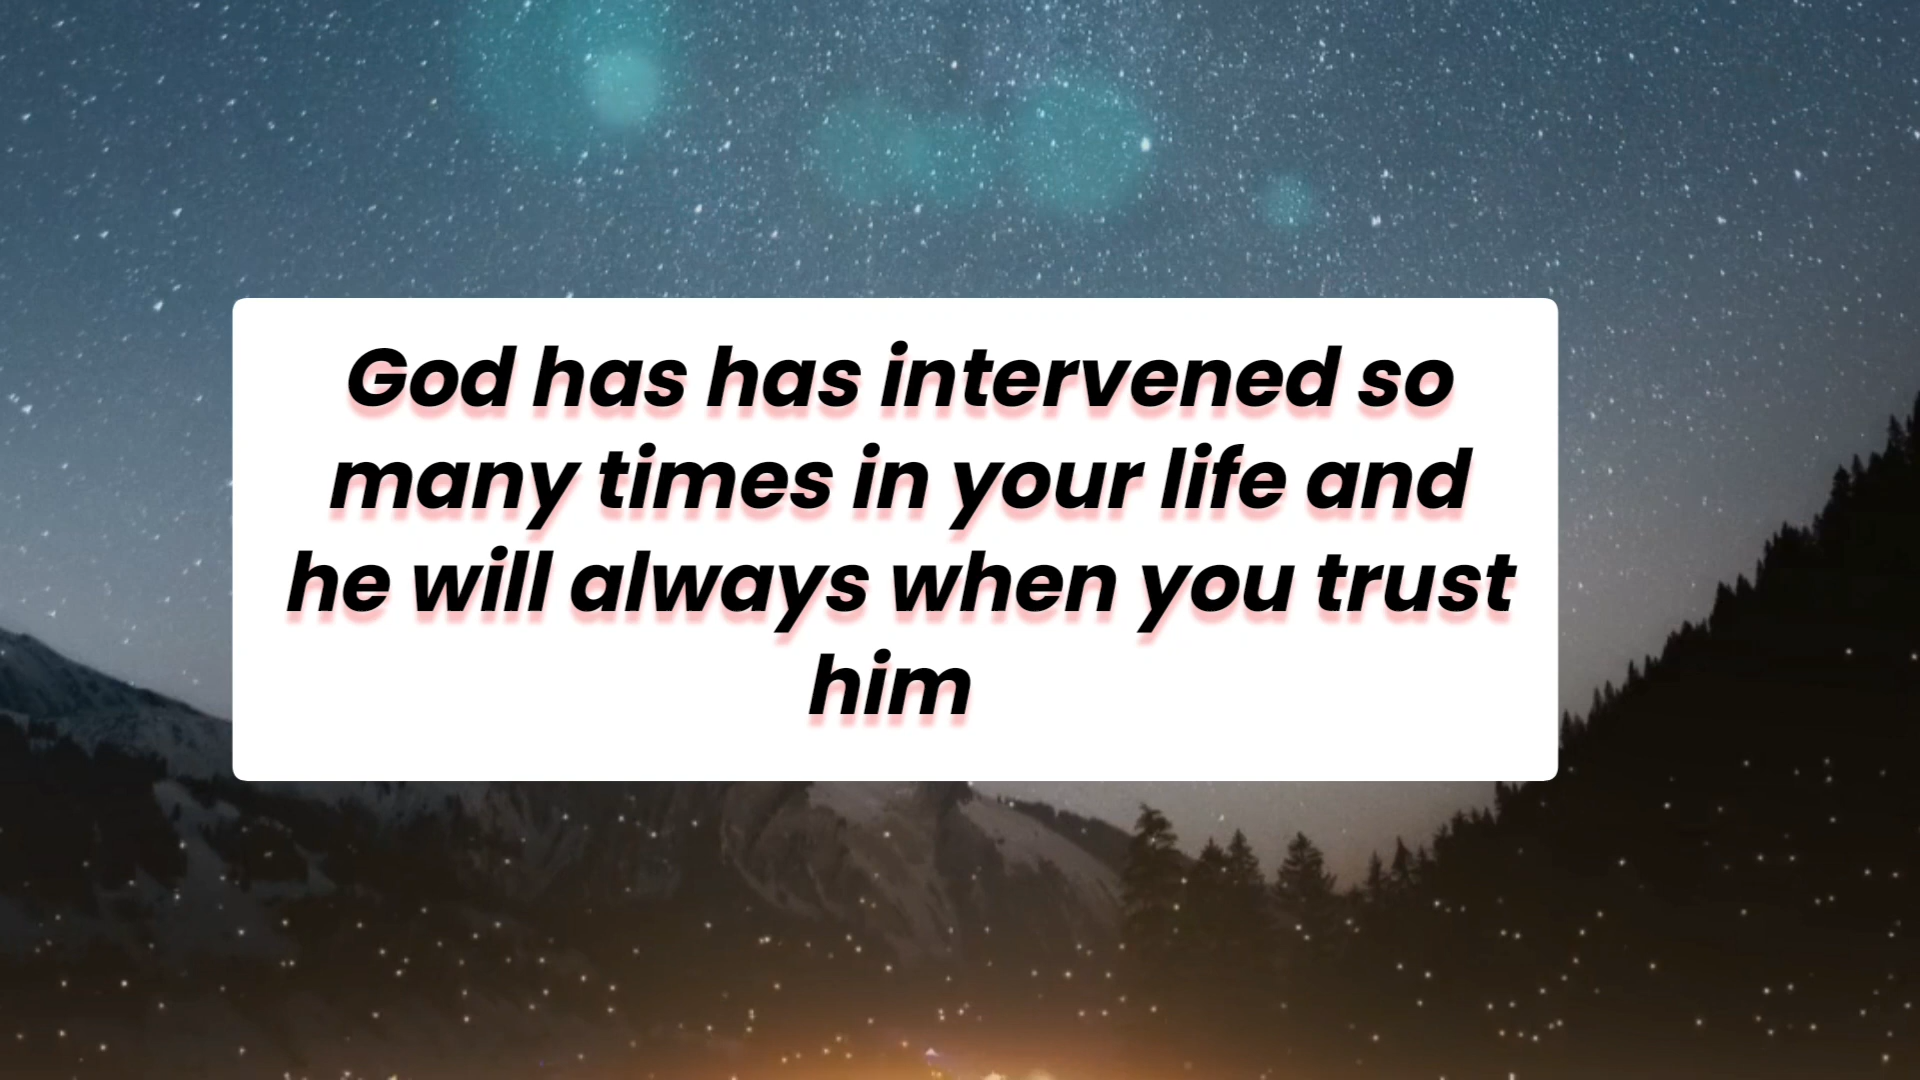 God has has intervened so
many times in your life and
he will always when you trust
him